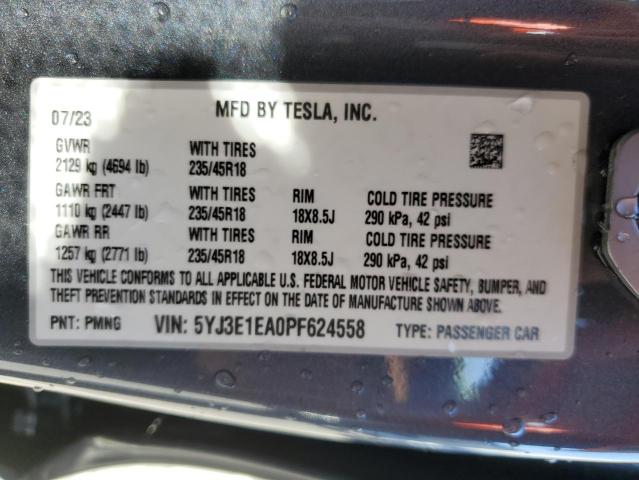 07/23 MFD BY TESLA, INC.
GVWR WITH TIRES
2129 kg (4694 lb) 235/45R18
GAWR FRT WITH TIRES RIM COLD TIRE PRESSURE
1110 kg (2447 lb) 235/45R18 18X8.5J 290 kPa, 42 psi
GAWR RR WITH TIRES RIM COLD TIRE PRESSURE
1257 kg (2771 lb) 235/45R18 18X8.5J 290 kPa, 42 psi
THIS VEHICLE CONFORMS TO ALL APPLICABLE U.S. FEDERAL MOTOR VEHICLE SAFETY, BUMPER, AND
THEFT PREVENTION STANDARDS IN EFFECT ON THE DATE OF MANUFACTURE SHOWN ABOVE.
PNT: PMNG VIN: 5YJ3E1EA0PF624558 TYPE: PASSENGER CAR